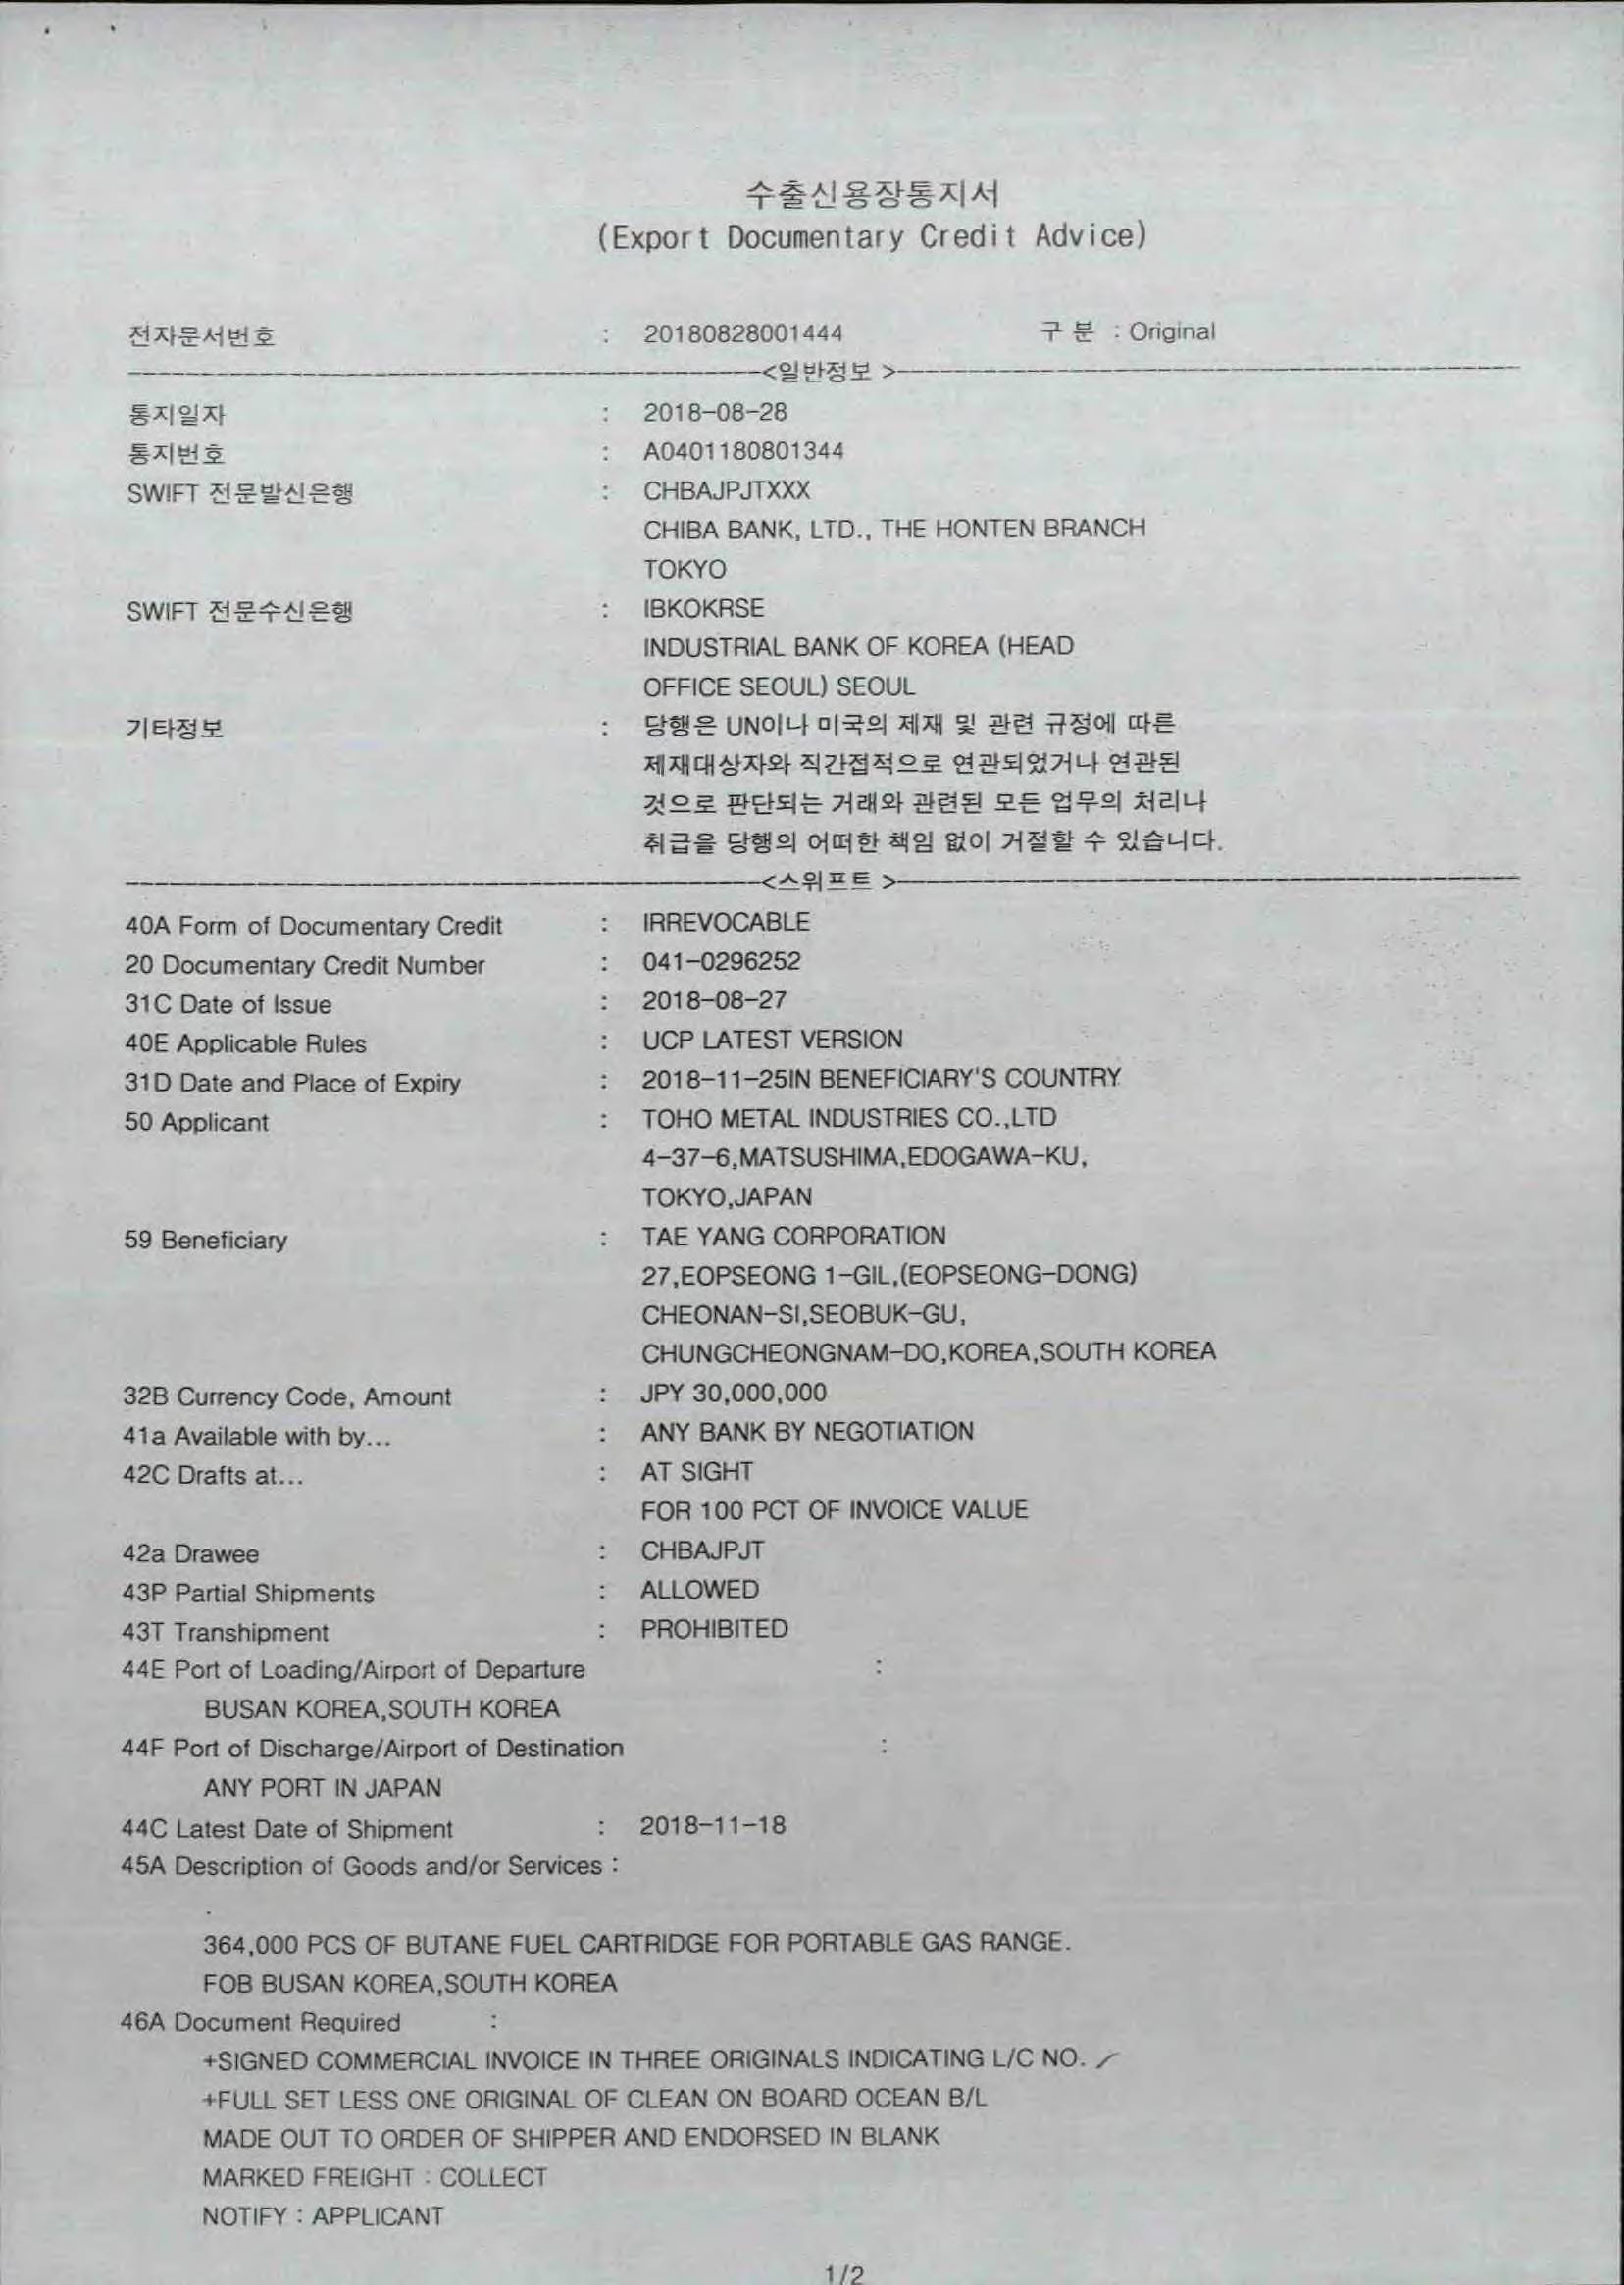 수출신용장통지서
(Export Documentary Credit Advice)
전자문서번호 : 20180828001444 구 분 : Original
<일반정보 >
통지일자 : 2018-08-28
통지번호 : A0401180801344
SWIFT 전문발신은행 : CHBAJPJTXXX
CHIBA BANK, LTD., THE HONTEN BRANCH
TOKYO
SWIFT 전문수신은행 : IBKOKRSE
INDUSTRIAL BANK OF KOREA (HEAD
OFFICE SEOUL) SEOUL
기타정보 : 당행은 UN이나 미국의 제재 및 관련 규정에 따른
제재대상자와 직간접적으로 연관되었거나 연관된
것으로 판단되는 거래와 관련된 모든 업무의 처리나
취급을 당행의 어떠한 책임 없이 거절할 수 있습니다.
<스위프트 >
40A Form of Documentary Credit : IRREVOCABLE
20 Documentary Credit Number : 041-0296252
31C Date of Issue : 2018-08-27
40E Applicable Rules : UCP LATEST VERSION
31D Date and Place of Expiry : 2018-11-25IN BENEFICIARY'S COUNTRY
50 Applicant : TOHO METAL INDUSTRIES CO.,LTD
4-37-6,MATSUSHIMA,EDOGAWA-KU,
TOKYO,JAPAN
59 Beneficiary : TAE YANG CORPORATION
27,EOPSEONG 1-GIL,(EOPSEONG-DONG)
CHEONAN-SI,SEOBUK-GU,
CHUNGCHEONGNAM-DO,KOREA,SOUTH KOREA
32B Currency Code, Amount : JPY 30,000,000
41a Available with by... : ANY BANK BY NEGOTIATION
42C Drafts at... : AT SIGHT
FOR 100 PCT OF INVOICE VALUE
42a Drawee : CHBAJPJT
43P Partial Shipments : ALLOWED
43T Transhipment : PROHIBITED
44E Port of Loading/Airport of Departure :
BUSAN KOREA,SOUTH KOREA
44F Port of Discharge/Airport of Destination :
ANY PORT IN JAPAN
44C Latest Date of Shipment : 2018-11-18
45A Description of Goods and/or Services :
.
364,000 PCS OF BUTANE FUEL CARTRIDGE FOR PORTABLE GAS RANGE.
FOB BUSAN KOREA,SOUTH KOREA
46A Document Required :
+SIGNED COMMERCIAL INVOICE IN THREE ORIGINALS INDICATING L/C NO.
+FULL SET LESS ONE ORIGINAL OF CLEAN ON BOARD OCEAN B/L
MADE OUT TO ORDER OF SHIPPER AND ENDORSED IN BLANK
MARKED FREIGHT : COLLECT
NOTIFY : APPLICANT
1/2